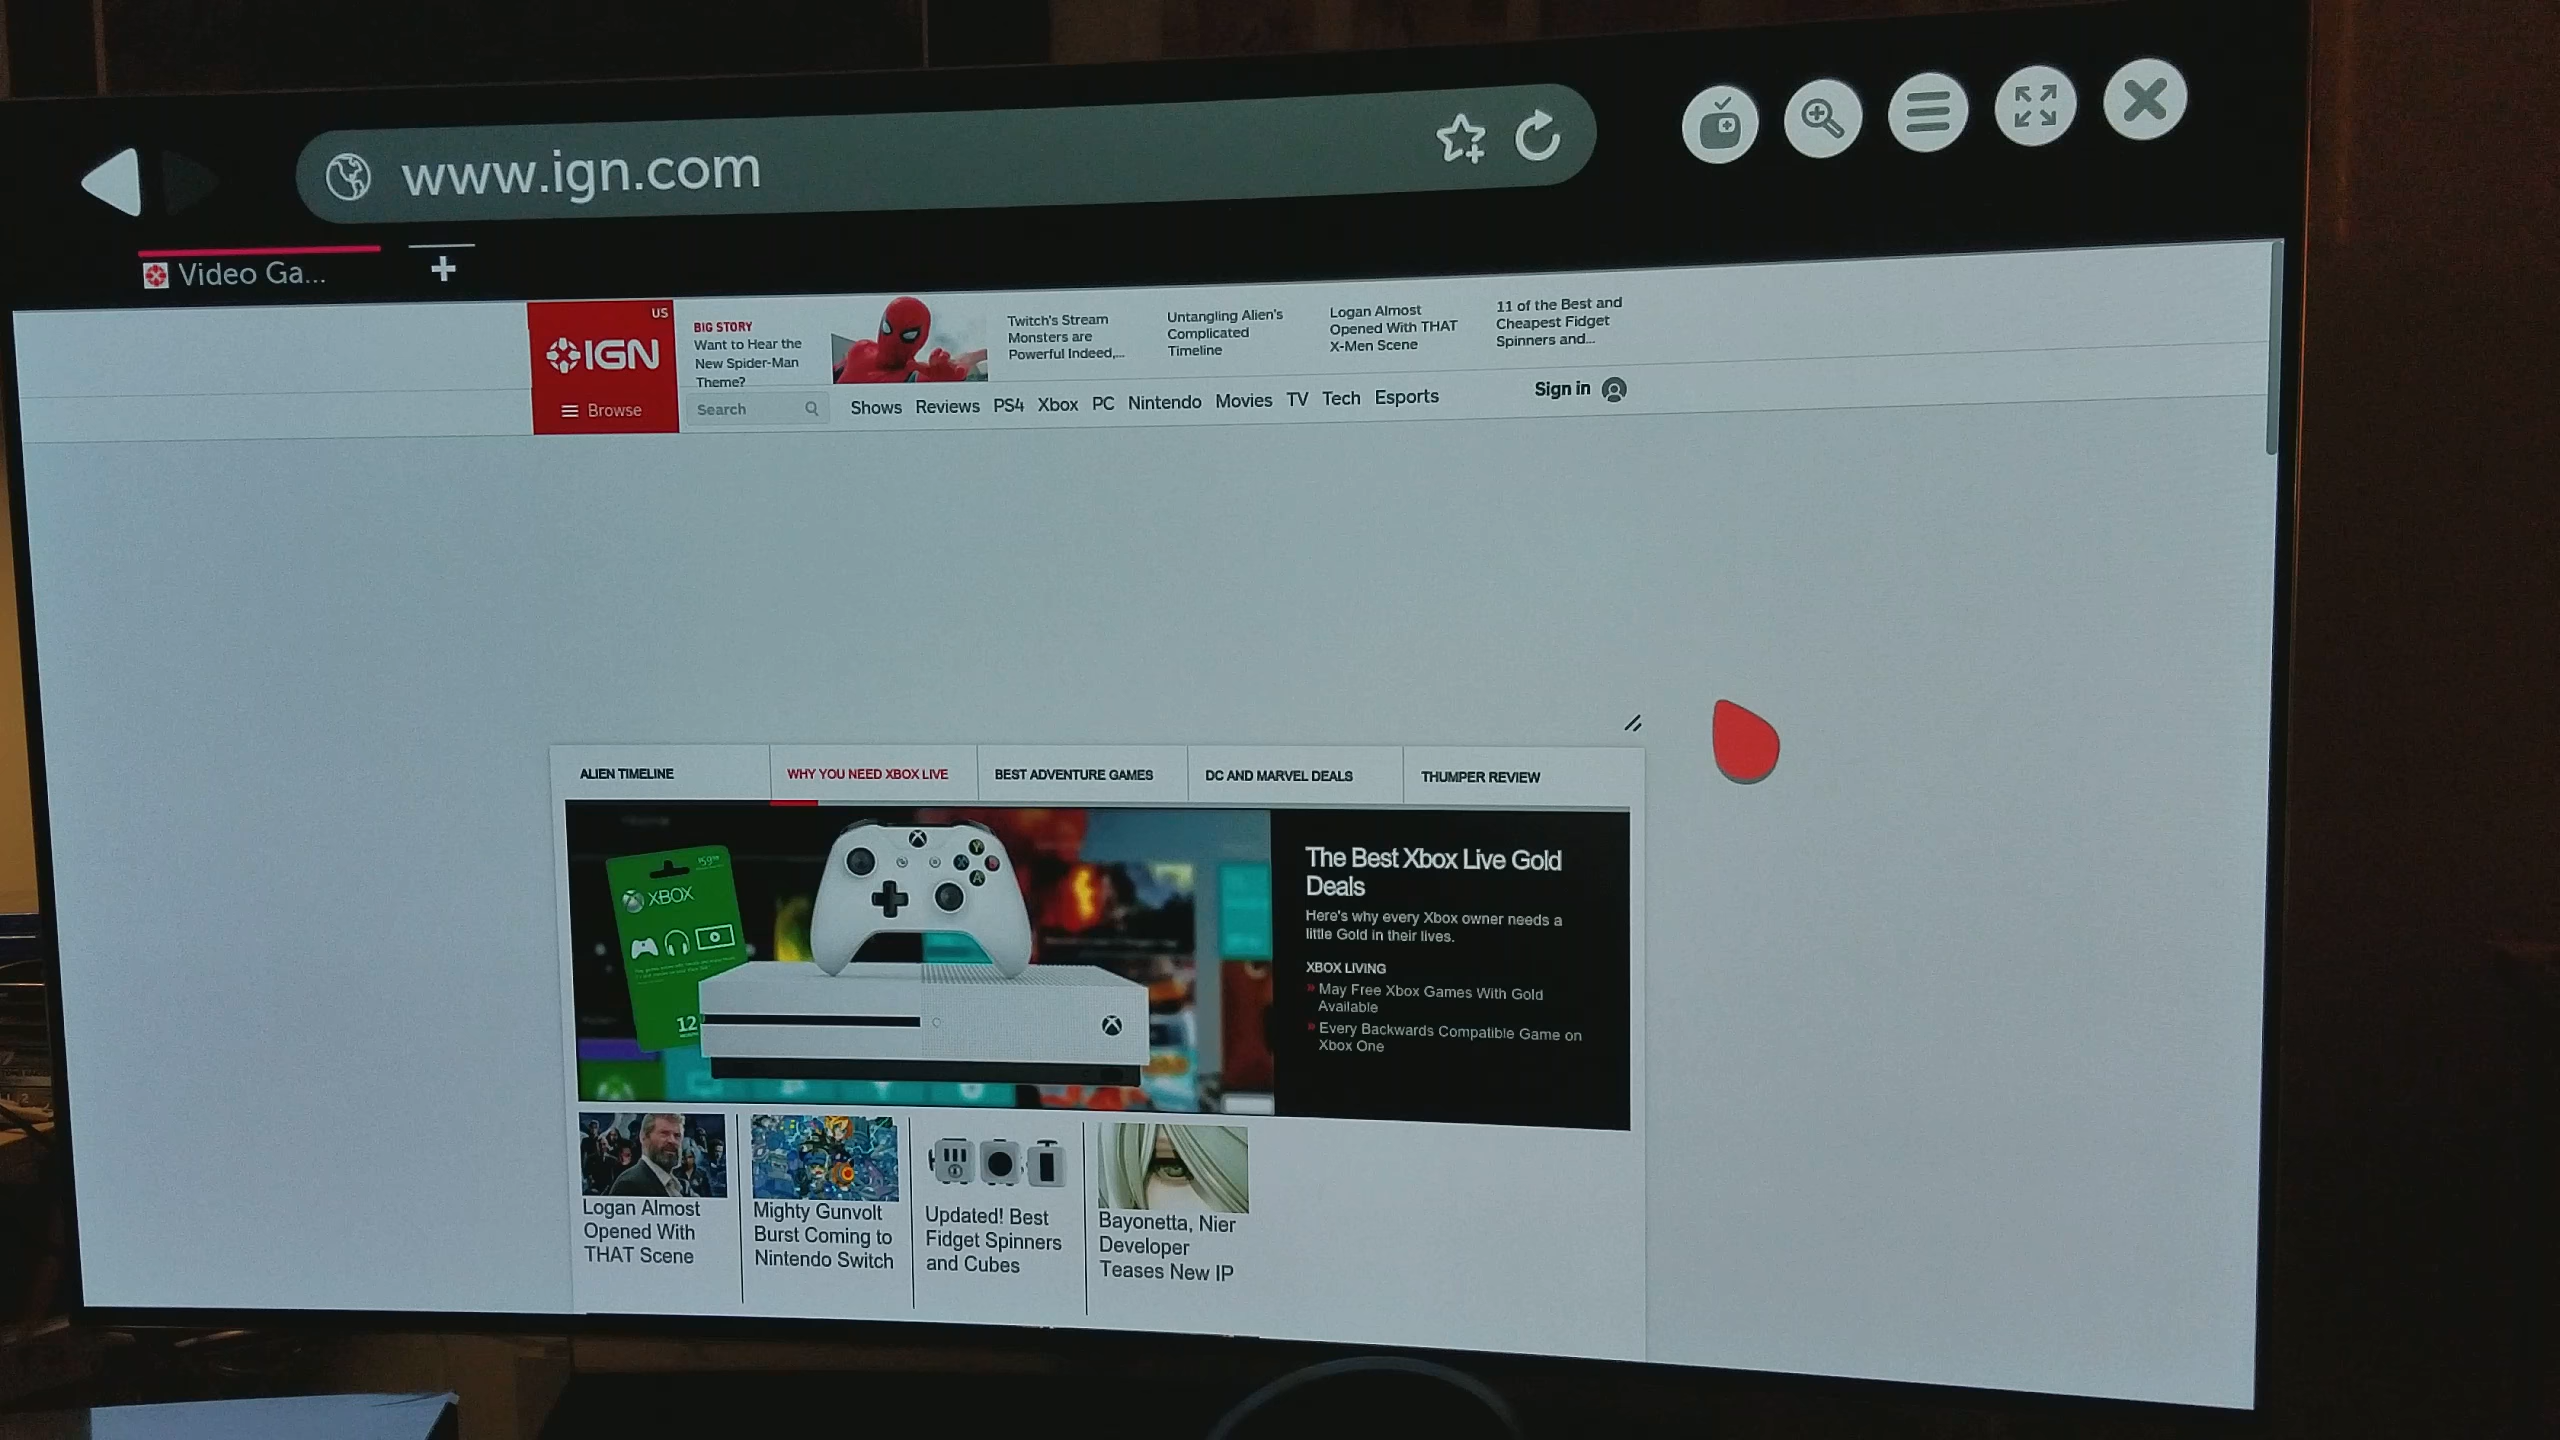 www.ign.com
Video Ga...
US
IGN
Browse
BIG STORY
Want to Hear the
New Spider-Man
Theme?
Twitch's Stream
Monsters are
Powerful Indeed,...
Untangling Alien's
Complicated
Timeline
Logan Almost
Opened With THAT
X-Men Scene
11 of the Best and
Cheapest Fidget
Spinners and...
Search
Shows Reviews PS4 Xbox PC Nintendo Movies TV Tech Esports
Sign in
ALIEN TIMELINE
WHY YOU NEED XBOX LIVE
BEST ADVENTURE GAMES
DC AND MARVEL DEALS
THUMPER REVIEW
XBOX
12
Y
X
B
A
The Best Xbox Live Gold
Deals
Here's why every Xbox owner needs a
little Gold in their lives.
XBOX LIVING
» May Free Xbox Games With Gold
Available
» Every Backwards Compatible Game on
Xbox One
Logan Almost
Opened With
THAT Scene
Mighty Gunvolt
Burst Coming to
Nintendo Switch
Updated! Best
Fidget Spinners
and Cubes
Bayonetta, Nier
Developer
Teases New IP